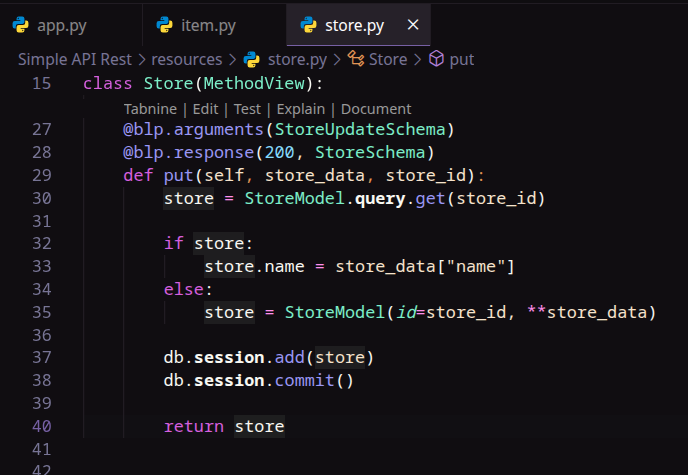 app.py item.py store.py ×
Simple API Rest > resources > store.py > Store > put
15 class Store(MethodView):
Tabnine | Edit | Test | Explain | Document
27 @blp.arguments(StoreUpdateSchema)
28 @blp.response(200, StoreSchema)
29 def put(self, store_data, store_id):
30 store = StoreModel.query.get(store_id)
31
32 if store:
33 store.name = store_data["name"]
34 else:
35 store = StoreModel(id=store_id, **store_data)
36
37 db.session.add(store)
38 db.session.commit()
39
40 return store
41
42